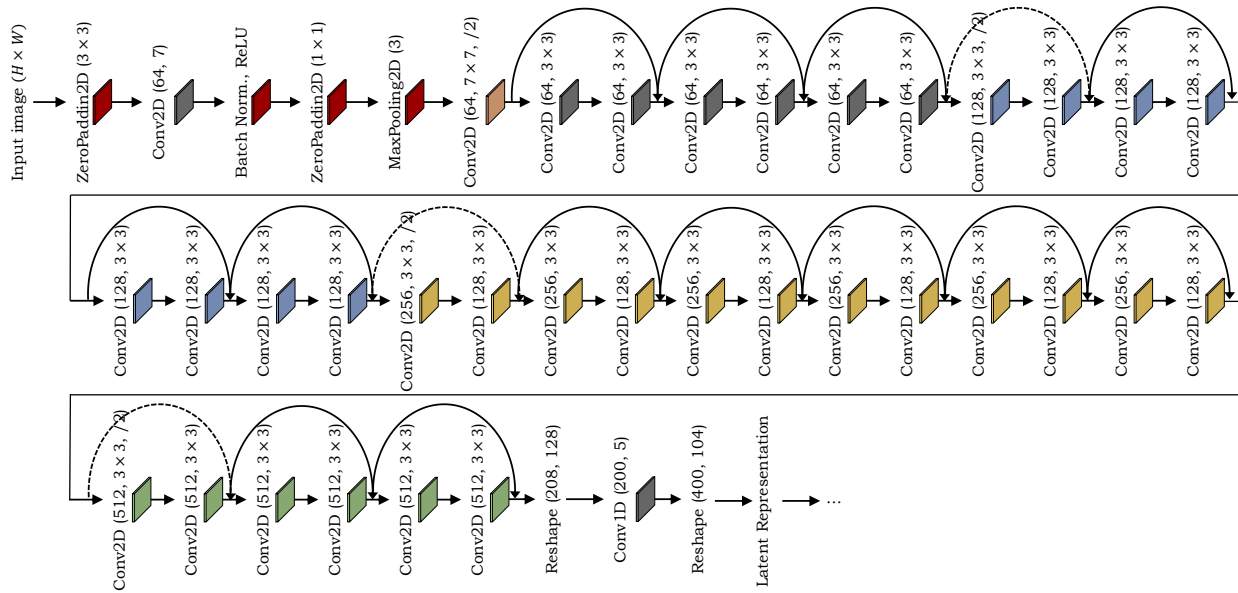 Input image (H × W)
ZeroPaddin2D (3 × 3)
Conv2D (64, 7)
Batch Norm., ReLU
ZeroPaddin2D (1 × 1)
MaxPooling2D (3)
Conv2D (64, 7 × 7, /2)
Conv2D (64, 3 × 3)
Conv2D (64, 3 × 3)
Conv2D (64, 3 × 3)
Conv2D (64, 3 × 3)
Conv2D (64, 3 × 3)
Conv2D (64, 3 × 3)
Conv2D (128, 3 × 3, /2)
Conv2D (128, 3 × 3)
Conv2D (128, 3 × 3)
Conv2D (128, 3 × 3)
Conv2D (128, 3 × 3)
Conv2D (128, 3 × 3)
Conv2D (128, 3 × 3)
Conv2D (128, 3 × 3)
Conv2D (256, 3 × 3, /2)
Conv2D (128, 3 × 3)
Conv2D (256, 3 × 3)
Conv2D (128, 3 × 3)
Conv2D (256, 3 × 3)
Conv2D (128, 3 × 3)
Conv2D (256, 3 × 3)
Conv2D (128, 3 × 3)
Conv2D (256, 3 × 3)
Conv2D (128, 3 × 3)
Conv2D (256, 3 × 3)
Conv2D (128, 3 × 3)
Conv2D (512, 3 × 3, /2)
Conv2D (512, 3 × 3)
Conv2D (512, 3 × 3)
Conv2D (512, 3 × 3)
Conv2D (512, 3 × 3)
Conv2D (512, 3 × 3)
Reshape (208, 128)
Conv1D (200, 5)
Reshape (400, 104)
Latent Representation
...